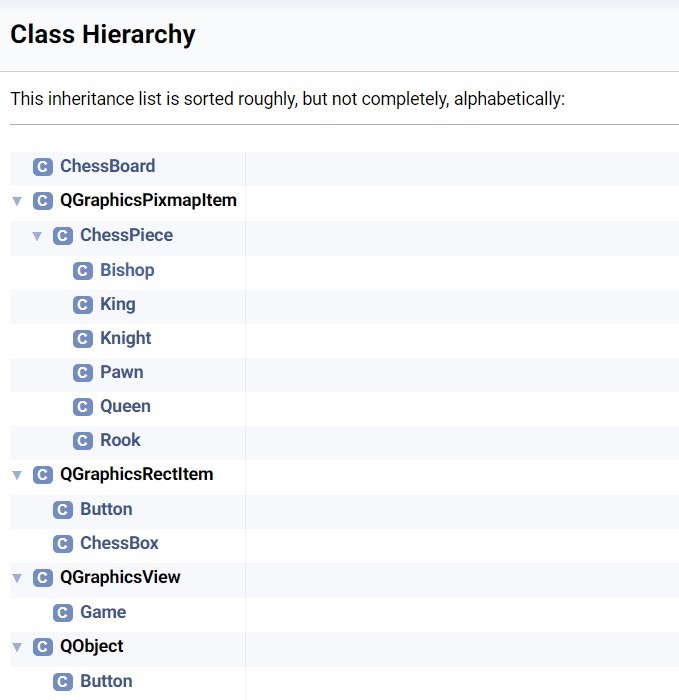 Class Hierarchy
This inheritance list is sorted roughly, but not completely, alphabetically:
C ChessBoard
▼ C QGraphicsPixmapItem
▼ C ChessPiece
C Bishop
C King
C Knight
C Pawn
C Queen
C Rook
▼ C QGraphicsRectItem
C Button
C ChessBox
▼ C QGraphicsView
C Game
▼ C QObject
C Button